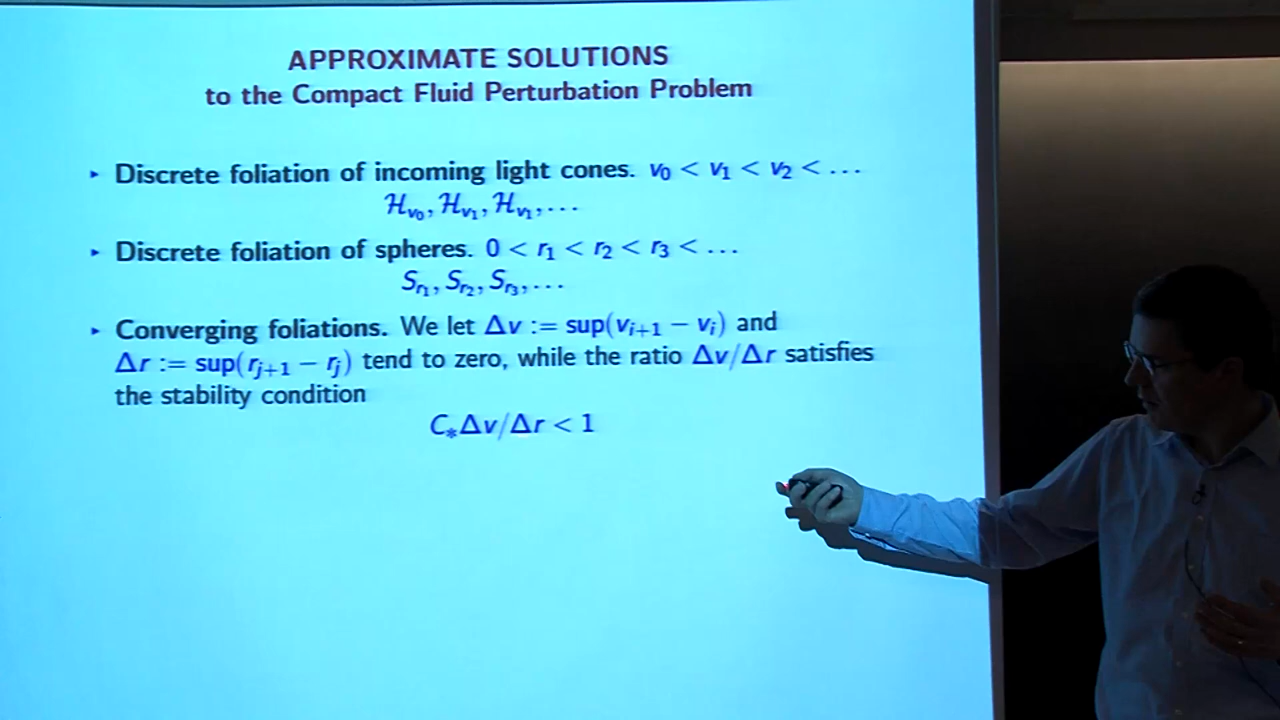 APPROXIMATE SOLUTIONS
to the Compact Fluid Perturbation Problem
▸ Discrete foliation of incoming light cones. v₀ < v₁ < v₂ < ...
ℋ_{v₀}, ℋ_{v₁}, ℋ_{v₁}, ...
▸ Discrete foliation of spheres. 0 < r₁ < r₂ < r₃ < ...
S_{r₁}, S_{r₂}, S_{r₃}, ...
▸ Converging foliations. We let Δv := sup(v_{i+1} − v_i) and
Δr := sup(r_{j+1} − r_j) tend to zero, while the ratio Δv/Δr satisfies
the stability condition
C_*Δv/Δr < 1